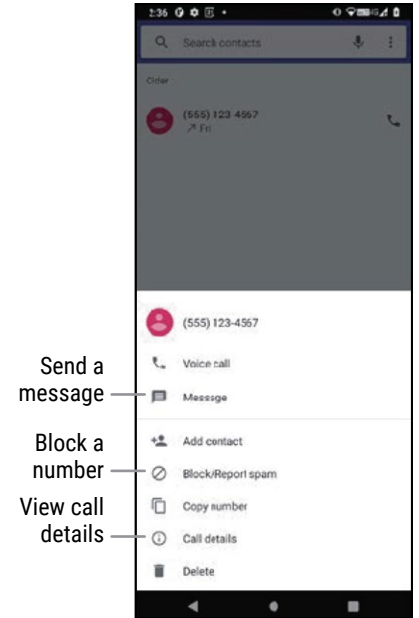 2:36
Search contacts
Older
(555) 123-4567
Fri
(555) 123-4567
Voice call
Send a
message
Message
Add contact
Block a
number
Block/Report spam
Copy number
View call
details
Call details
Delete